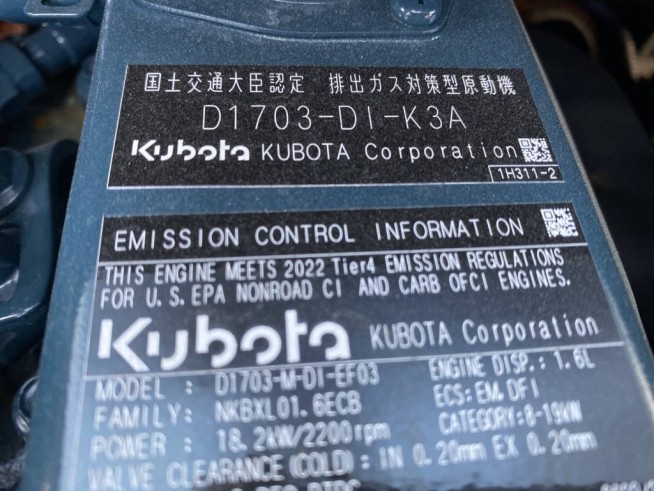 国土交通大臣認定 排出ガス対策型原動機
D1703-DI-K3A
Kubota KUBOTA Corporation
1H311-2
EMISSION CONTROL INFORMATION
THIS ENGINE MEETS 2022 Tier4 EMISSION REGULATIONS
FOR U.S.EPA NONROAD CI AND CARB OFCI ENGINES.
Kubota KUBOTA Corporation
MODEL : D1703-M-DI-EF03 ENGINE DISP.: 1.6L
FAMILY: NKBXL01.6ECB ECS:EM,DFI
POWER : 18.2kW/2200rpm CATEGORY:8-19kW
VALVE CLEARANCE(COLD): IN 0.20mm EX 0.20mm